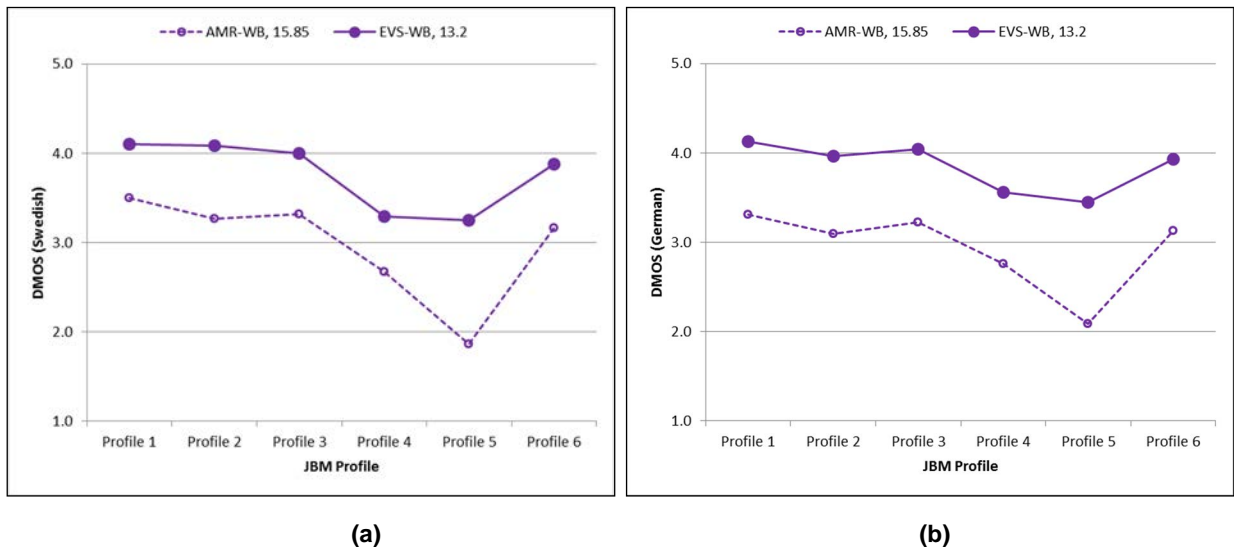 AMR-WB, 15.85 EVS-WB, 13.2
5.0
4.0
3.0
2.0
1.0
DMOS (Swedish)
Profile 1 Profile 2 Profile 3 Profile 4 Profile 5 Profile 6
JBM Profile
(a)
AMR-WB, 15.85 EVS-WB, 13.2
5.0
4.0
3.0
2.0
1.0
DMOS (German)
Profile 1 Profile 2 Profile 3 Profile 4 Profile 5 Profile 6
JBM Profile
(b)